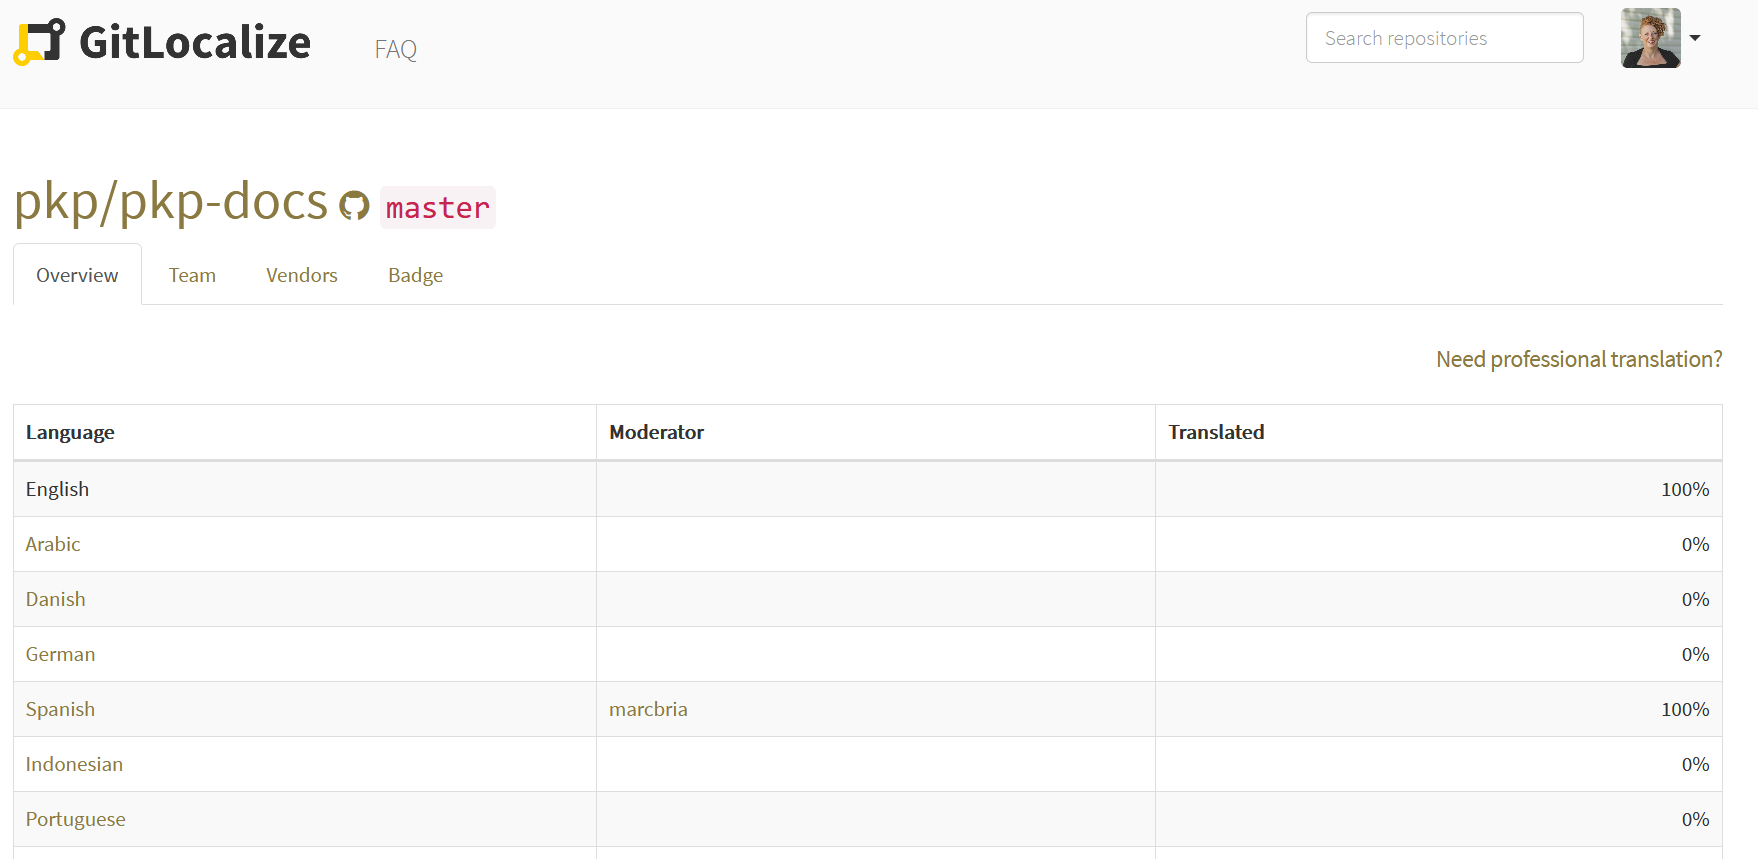 GitLocalize FAQ Search repositories
pkp/pkp-docs master
Overview Team Vendors Badge
Need professional translation?
Language Moderator Translated
English 100%
Arabic 0%
Danish 0%
German 0%
Spanish marcbria 100%
Indonesian 0%
Portuguese 0%